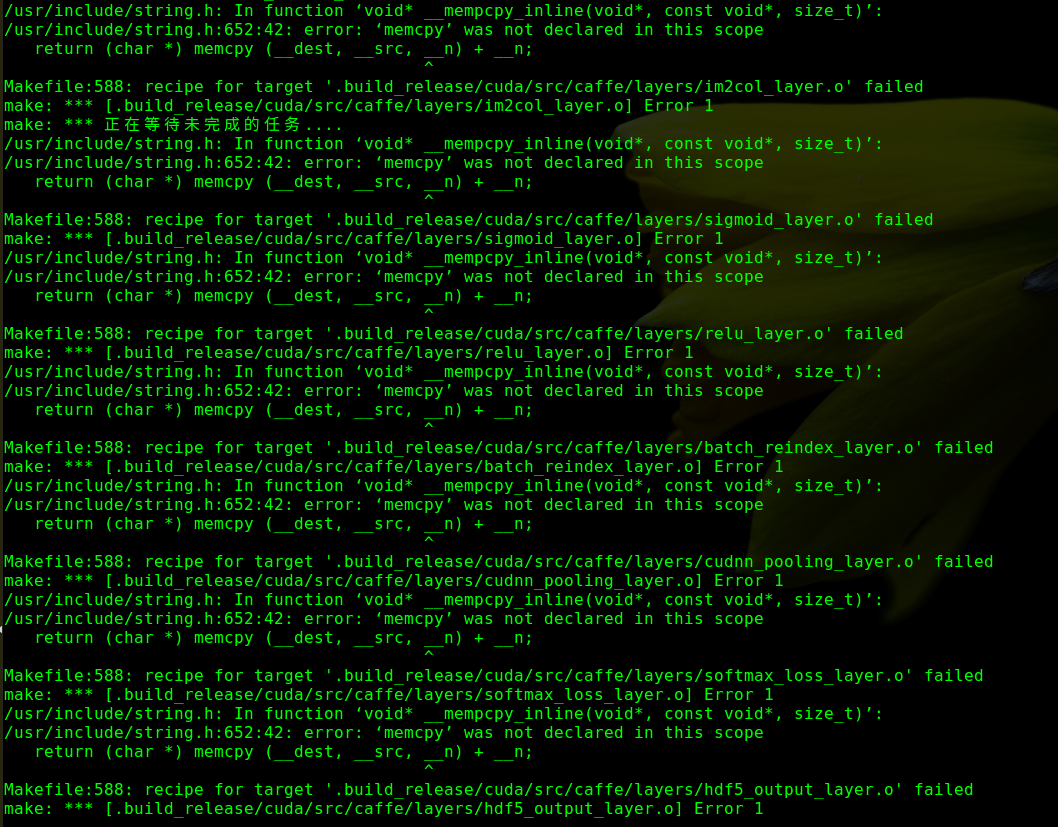 /usr/include/string.h: In function ‘void* __mempcpy_inline(void*, const void*, size_t)’:
/usr/include/string.h:652:42: error: ‘memcpy’ was not declared in this scope
   return (char *) memcpy (__dest, __src, __n) + __n;
                                          ^
Makefile:588: recipe for target '.build_release/cuda/src/caffe/layers/im2col_layer.o' failed
make: *** [.build_release/cuda/src/caffe/layers/im2col_layer.o] Error 1
make: *** 正在等待未完成的任务....
/usr/include/string.h: In function ‘void* __mempcpy_inline(void*, const void*, size_t)’:
/usr/include/string.h:652:42: error: ‘memcpy’ was not declared in this scope
   return (char *) memcpy (__dest, __src, __n) + __n;
                                          ^
Makefile:588: recipe for target '.build_release/cuda/src/caffe/layers/sigmoid_layer.o' failed
make: *** [.build_release/cuda/src/caffe/layers/sigmoid_layer.o] Error 1
/usr/include/string.h: In function ‘void* __mempcpy_inline(void*, const void*, size_t)’:
/usr/include/string.h:652:42: error: ‘memcpy’ was not declared in this scope
   return (char *) memcpy (__dest, __src, __n) + __n;
                                          ^
Makefile:588: recipe for target '.build_release/cuda/src/caffe/layers/relu_layer.o' failed
make: *** [.build_release/cuda/src/caffe/layers/relu_layer.o] Error 1
/usr/include/string.h: In function ‘void* __mempcpy_inline(void*, const void*, size_t)’:
/usr/include/string.h:652:42: error: ‘memcpy’ was not declared in this scope
   return (char *) memcpy (__dest, __src, __n) + __n;
                                          ^
Makefile:588: recipe for target '.build_release/cuda/src/caffe/layers/batch_reindex_layer.o' failed
make: *** [.build_release/cuda/src/caffe/layers/batch_reindex_layer.o] Error 1
/usr/include/string.h: In function ‘void* __mempcpy_inline(void*, const void*, size_t)’:
/usr/include/string.h:652:42: error: ‘memcpy’ was not declared in this scope
   return (char *) memcpy (__dest, __src, __n) + __n;
                                          ^
Makefile:588: recipe for target '.build_release/cuda/src/caffe/layers/cudnn_pooling_layer.o' failed
make: *** [.build_release/cuda/src/caffe/layers/cudnn_pooling_layer.o] Error 1
/usr/include/string.h: In function ‘void* __mempcpy_inline(void*, const void*, size_t)’:
/usr/include/string.h:652:42: error: ‘memcpy’ was not declared in this scope
   return (char *) memcpy (__dest, __src, __n) + __n;
                                          ^
Makefile:588: recipe for target '.build_release/cuda/src/caffe/layers/softmax_loss_layer.o' failed
make: *** [.build_release/cuda/src/caffe/layers/softmax_loss_layer.o] Error 1
/usr/include/string.h: In function ‘void* __mempcpy_inline(void*, const void*, size_t)’:
/usr/include/string.h:652:42: error: ‘memcpy’ was not declared in this scope
   return (char *) memcpy (__dest, __src, __n) + __n;
                                          ^
Makefile:588: recipe for target '.build_release/cuda/src/caffe/layers/hdf5_output_layer.o' failed
make: *** [.build_release/cuda/src/caffe/layers/hdf5_output_layer.o] Error 1